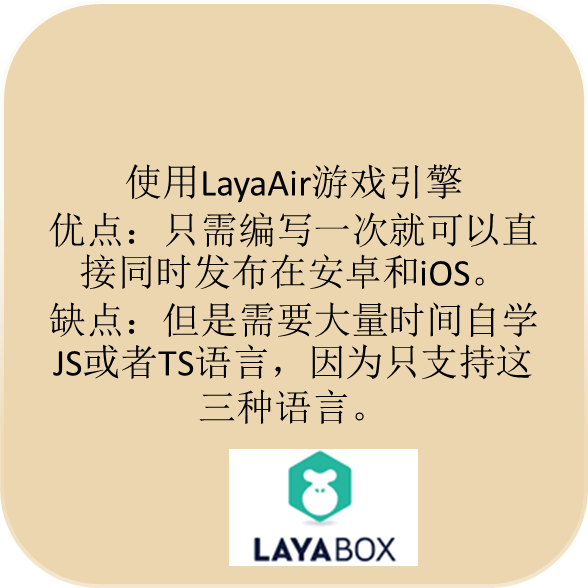 使用LayaAir游戏引擎
优点：只需编写一次就可以直
接同时发布在安卓和iOS。
缺点：但是需要大量时间自学
JS或者TS语言，因为只支持这
三种语言。
LAYABOX